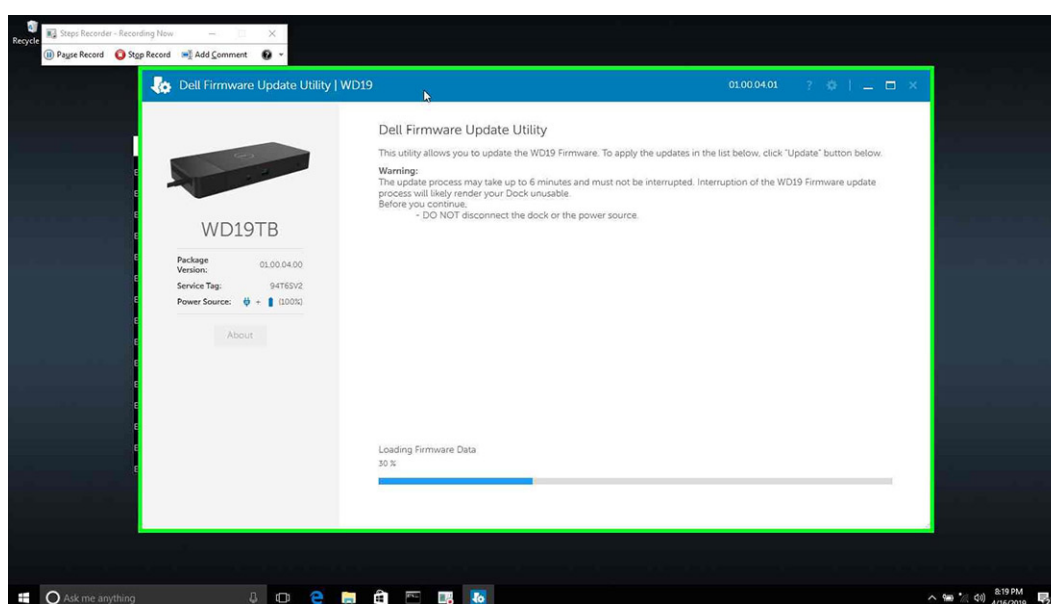 Recycle
Steps Recorder - Recording Now
Pause Record Stop Record Add Comment
Dell Firmware Update Utility | WD19 01.00.04.01 ?
Dell Firmware Update Utility
This utility allows you to update the WD19 Firmware. To apply the updates in the list below, click "Update" button below.
Warning:
The update process may take up to 6 minutes and must not be interrupted. Interruption of the WD19 Firmware update
process will likely render your Dock unusable.
Before you continue,
- DO NOT disconnect the dock or the power source.
WD19TB
Package
Version: 01.00.04.00
Service Tag: 94T6SV2
Power Source: + (100%)
About
Loading Firmware Data
30 %
Ask me anything
8:19 PM
4/16/2019